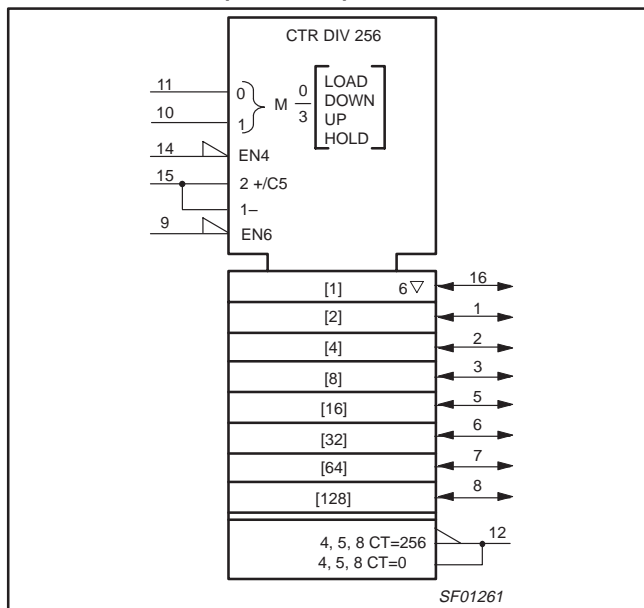 CTR DIV 256
11
0
M
0
3
LOAD
DOWN
UP
HOLD
10
1
14
EN4
15
2 +/C5
1–
9
EN6
[1]
6
16
[2]
1
[4]
2
[8]
3
[16]
5
[32]
6
[64]
7
[128]
8
4, 5, 8 CT=256
12
4, 5, 8 CT=0
SF01261